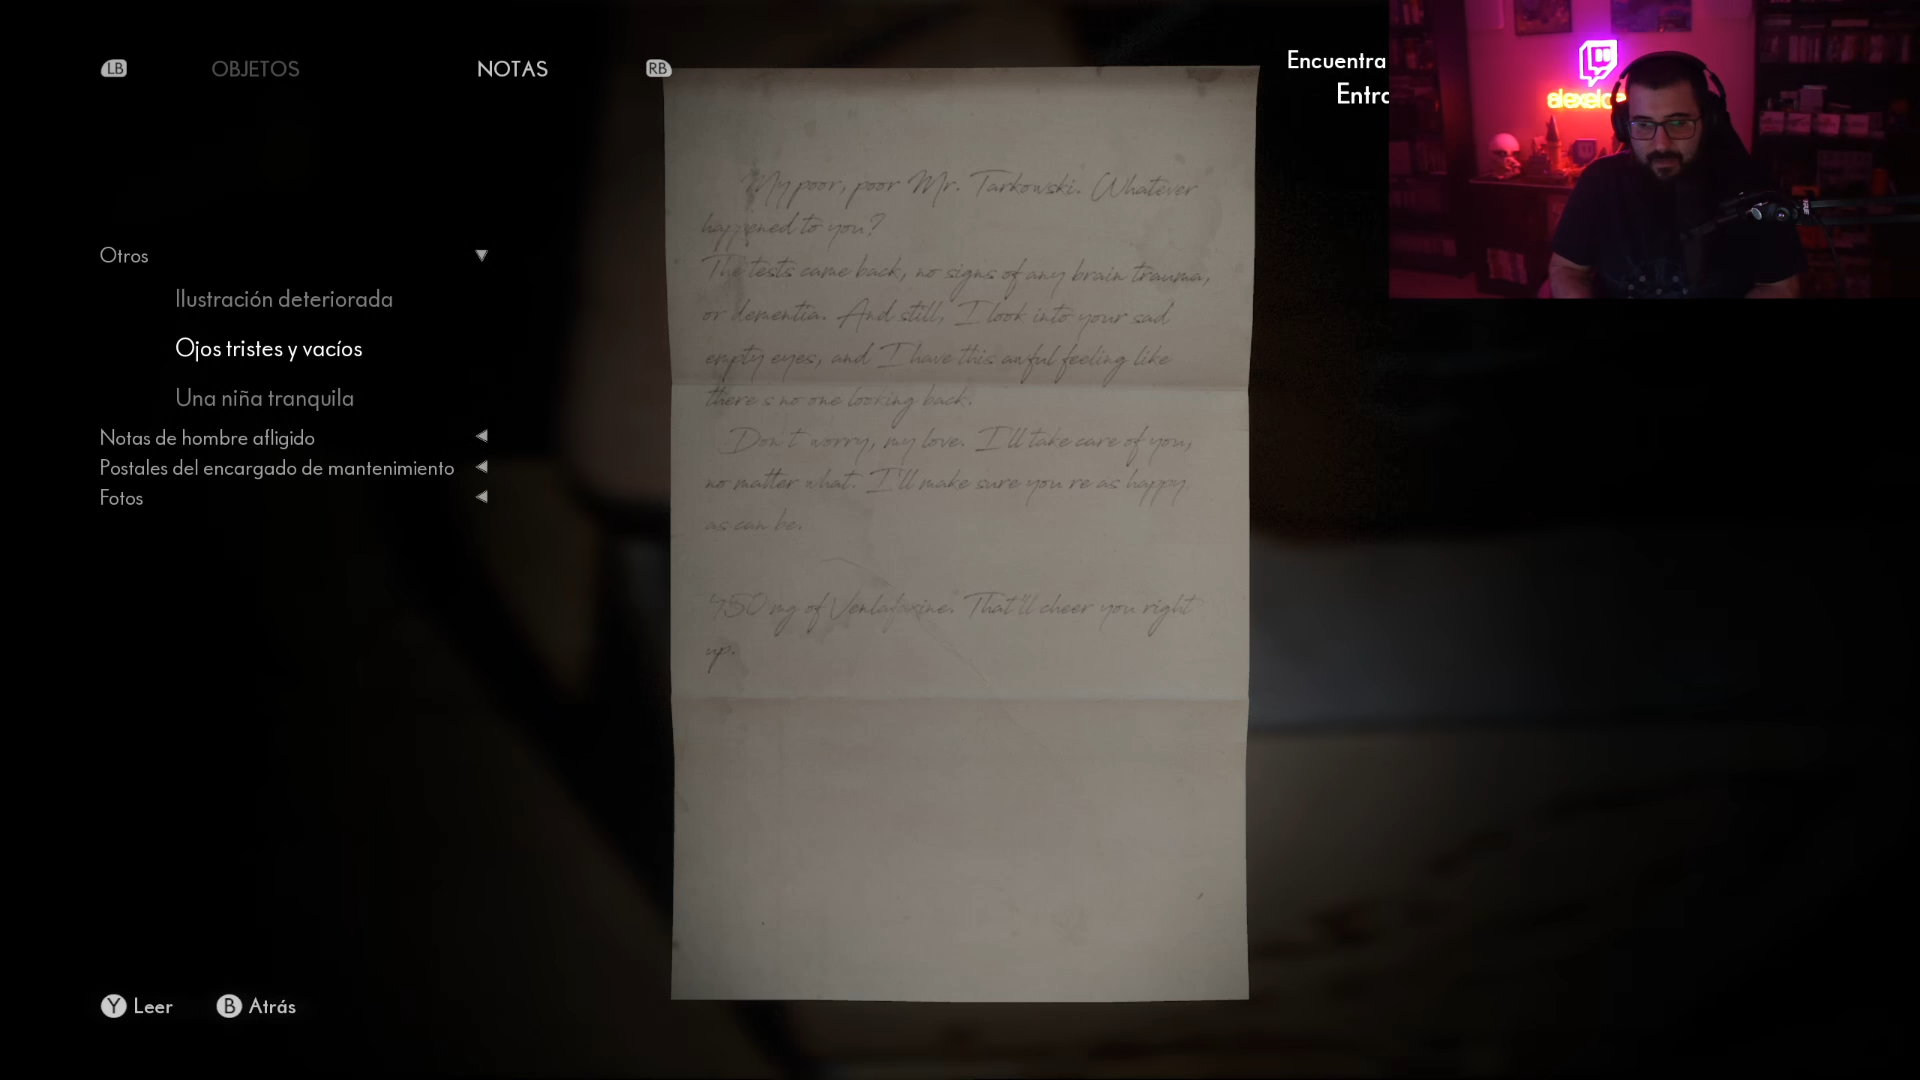 LB OBJETOS NOTAS RB
Encuentra
Entra
alexelca
Otros
Ilustración deteriorada
Ojos tristes y vacíos
Una niña tranquila
Notas de hombre afligido
Postales del encargado de mantenimiento
Fotos
My poor, poor Mr. Tarkowski. Whatever
happened to you?
The tests came back, no signs of any brain trauma,
or dementia. And still, I look into your sad
empty eyes, and I have this awful feeling like
there s no one looking back.
Don t worry, my love. I'll take care of you,
no matter what. I'll make sure you re as happy
as can be.
450 mg of Venlafaxine. That'll cheer you right
up.
Y Leer B Atrás